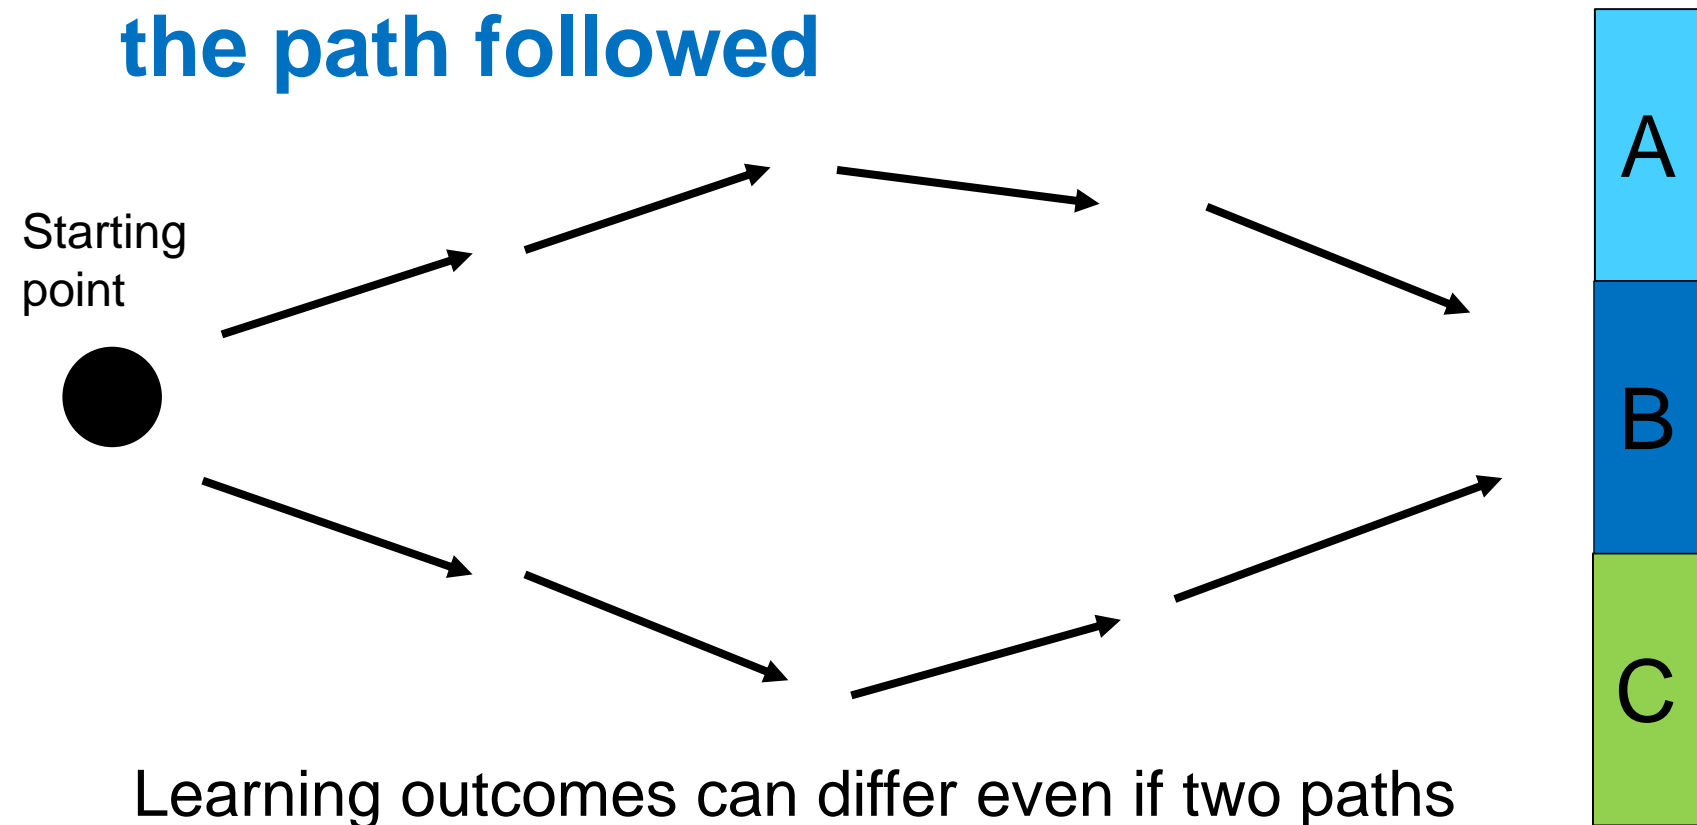 the path followed
Starting
point
A
B
C
Learning outcomes can differ even if two paths